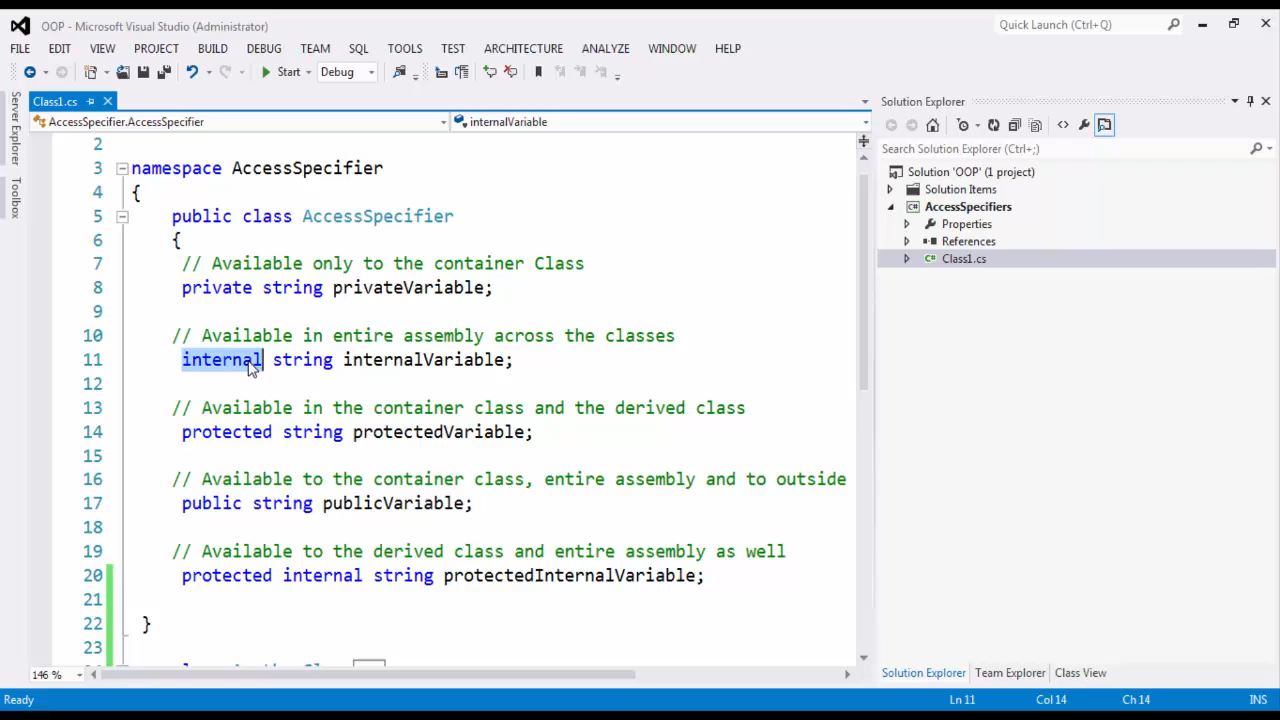 OOP - Microsoft Visual Studio (Administrator)
Quick Launch (Ctrl+Q)
FILE EDIT VIEW PROJECT BUILD DEBUG TEAM SQL TOOLS TEST ARCHITECTURE ANALYZE WINDOW HELP
Start Debug
Server Explorer
Toolbox
Class1.cs
AccessSpecifier.AccessSpecifier internalVariable
2
3 namespace AccessSpecifier
4 {
5 public class AccessSpecifier
6 {
7 // Available only to the container Class
8 private string privateVariable;
9
10 // Available in entire assembly across the classes
11 internal string internalVariable;
12
13 // Available in the container class and the derived class
14 protected string protectedVariable;
15
16 // Available to the container class, entire assembly and to outside
17 public string publicVariable;
18
19 // Available to the derived class and entire assembly as well
20 protected internal string protectedInternalVariable;
21
22 }
23
146 %
Solution Explorer
Search Solution Explorer (Ctrl+;)
Solution 'OOP' (1 project)
Solution Items
C# AccessSpecifiers
Properties
References
C# Class1.cs
Solution Explorer Team Explorer Class View
Ready Ln 11 Col 14 Ch 14 INS